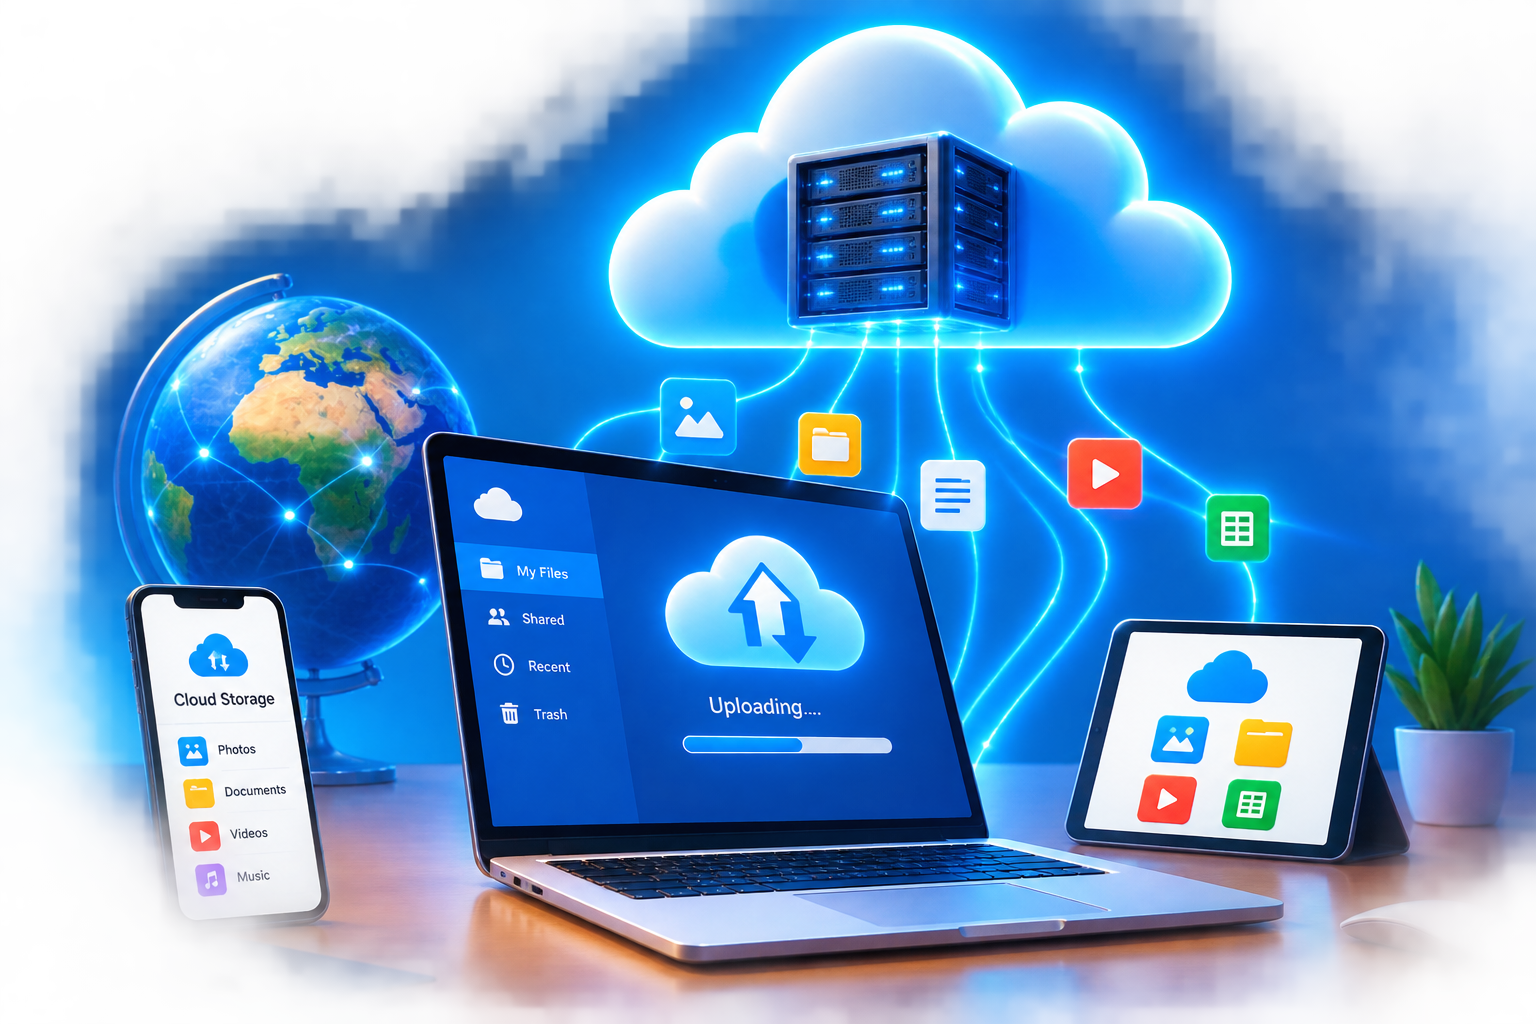 My Files
Shared
Recent
Trash
Uploading....
Cloud Storage
Photos
Documents
Videos
Music